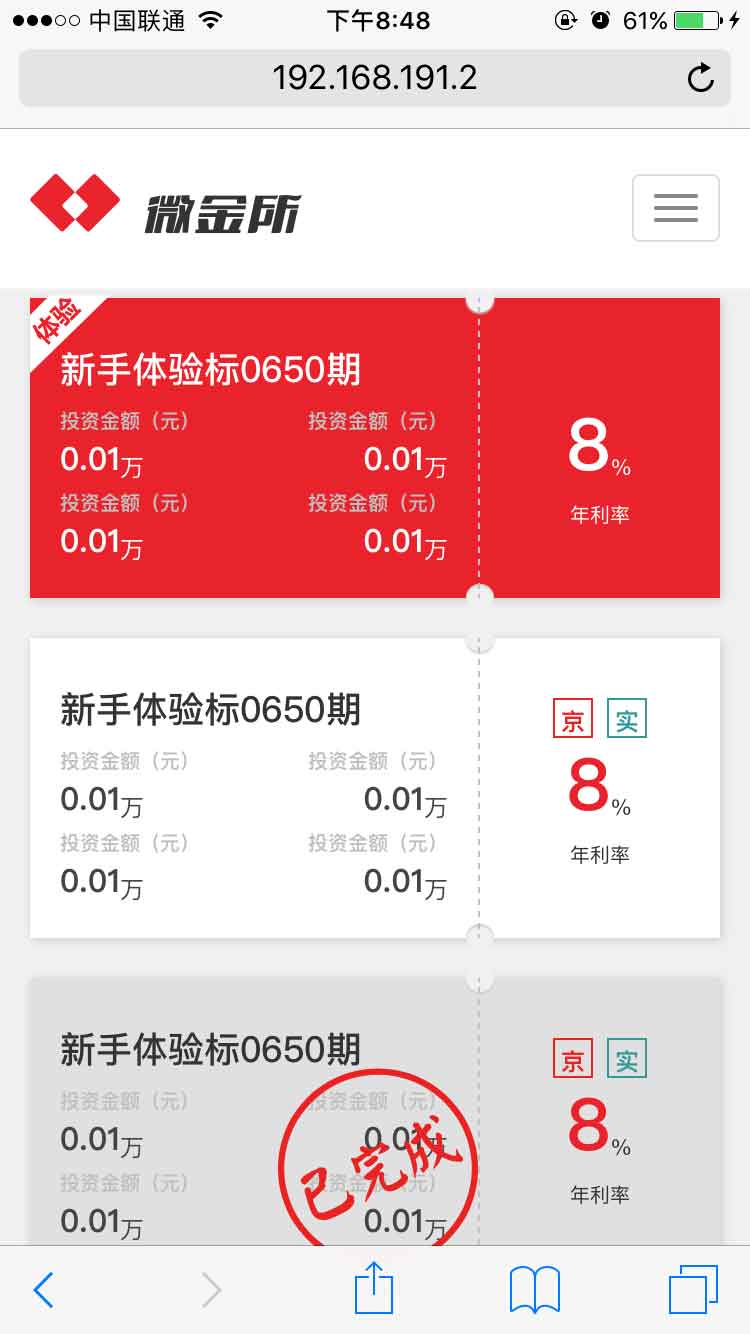 中国联通 下午8:48 61%
192.168.191.2
微金所
体验
新手体验标0650期
投资金额（元） 投资金额（元）
0.01万 0.01万
投资金额（元） 投资金额（元）
0.01万 0.01万
8%
年利率
新手体验标0650期
投资金额（元） 投资金额（元）
0.01万 0.01万
投资金额（元） 投资金额（元）
0.01万 0.01万
京 实
8%
年利率
新手体验标0650期
投资金额（元） 投资金额（元）
0.01万 0.01万
投资金额（元） 投资金额（元）
0.01万 0.01万
已完成
京 实
8%
年利率